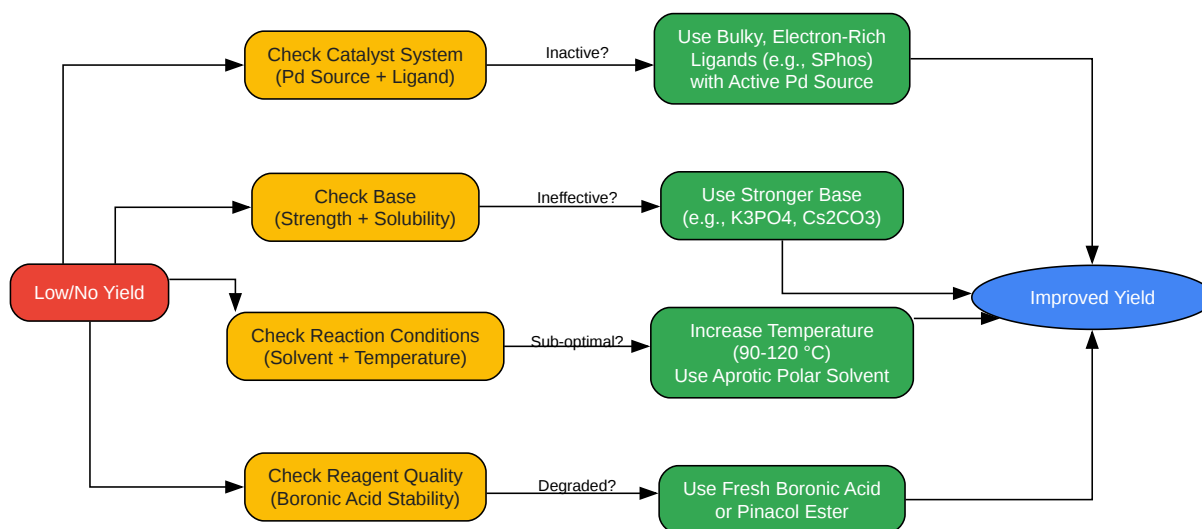 Check Catalyst System
(Pd Source + Ligand)
Inactive?
Use Bulky, Electron-Rich
Ligands (e.g., SPhos)
with Active Pd Source
Check Base
(Strength + Solubility)
Ineffective?
Use Stronger Base
(e.g., K3PO4, Cs2CO3)
Low/No Yield
Improved Yield
Check Reaction Conditions
(Solvent + Temperature)
Sub-optimal?
Increase Temperature
(90-120 °C)
Use Aprotic Polar Solvent
Check Reagent Quality
(Boronic Acid Stability)
Degraded?
Use Fresh Boronic Acid
or Pinacol Ester